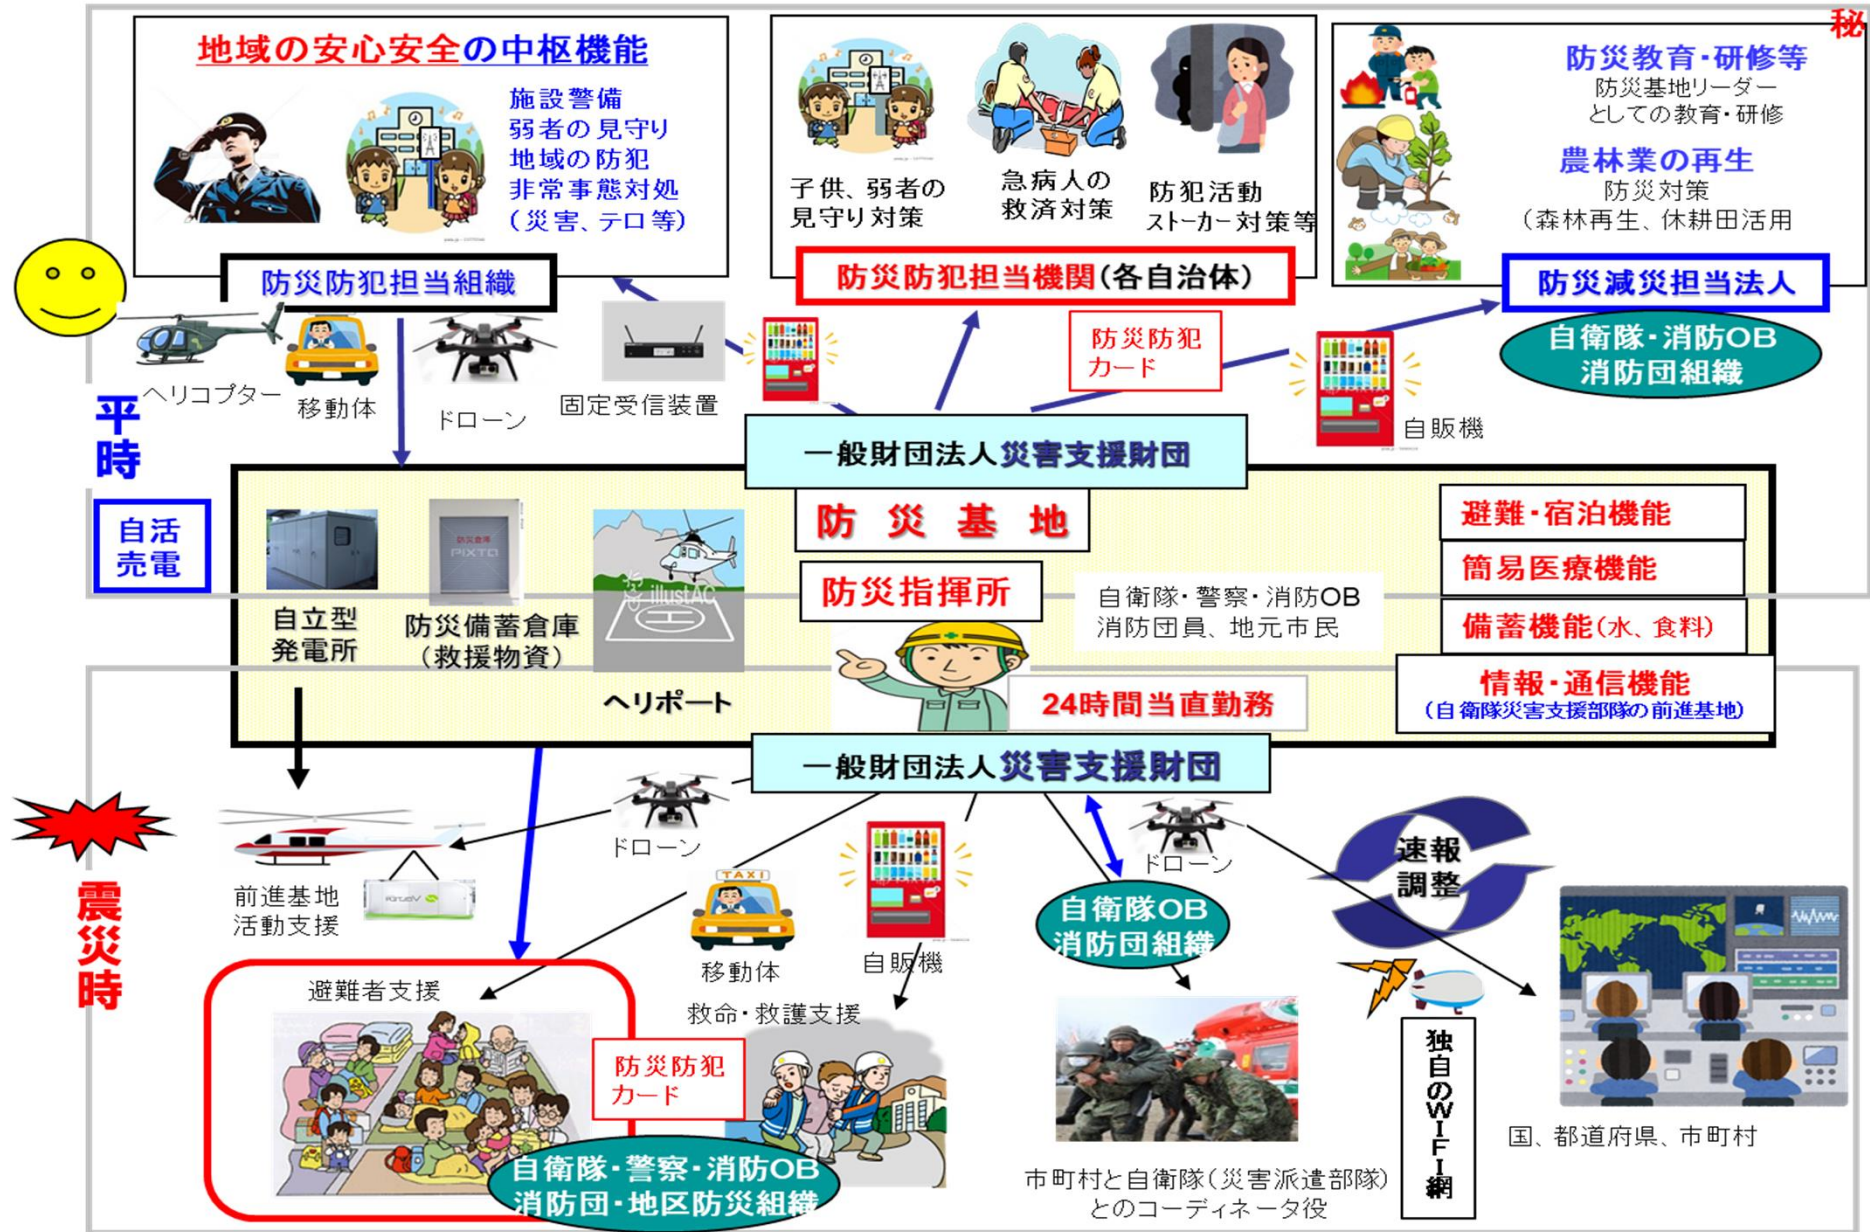 秘
地域の安心安全の中枢機能
施設警備
弱者の見守り
地域の防犯
非常事態対処
(災害、テロ等)
防災防犯担当組織
子供、弱者の
見守り対策
急病人の
救済対策
防犯活動
ストーカー対策等
防災防犯担当機関(各自治体)
防災教育・研修等
防災基地リーダー
としての教育・研修
農林業の再生
防災対策
(森林再生、休耕田活用
防災減災担当法人
自衛隊・消防OB
消防団組織
ヘリコプター
移動体
ドローン
固定受信装置
防災防犯
カード
自販機
平時
一般財団法人災害支援財団
自活
売電
防災基地
防災指揮所
自衛隊・警察・消防OB
消防団員、地元市民
24時間当直勤務
防災倉庫
PIXTA
illustAC
自立型
発電所
防災備蓄倉庫
(救援物資)
ヘリポート
避難・宿泊機能
簡易医療機能
備蓄機能(水、食料)
情報・通信機能
(自衛隊災害支援部隊の前進基地)
一般財団法人災害支援財団
震災時
前進基地
活動支援
ドローン
TAXI
移動体
自販機
ドローン
自衛隊OB
消防団組織
速報
調整
避難者支援
救命・救護支援
防災防犯
カード
自衛隊・警察・消防OB
消防団・地区防災組織
市町村と自衛隊(災害派遣部隊)
とのコーディネータ役
独自のWIFI網
国、都道府県、市町村